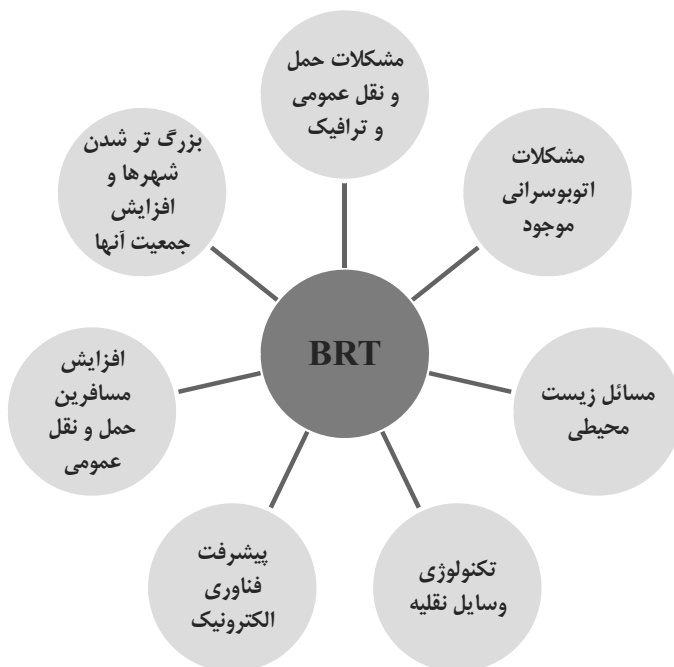 مشکلات حمل
و نقل عمومی
و ترافیک
مشکلات
اتوبوسرانی
موجود
مسائل زیست
محیطی
تکنولوژی
وسایل نقلیه
پیشرفت
فناوری
الکترونیک
افزایش
مسافرین
حمل و نقل
عمومی
بزرگ تر شدن
شهرها و
افزایش
جمعیت آنها
BRT